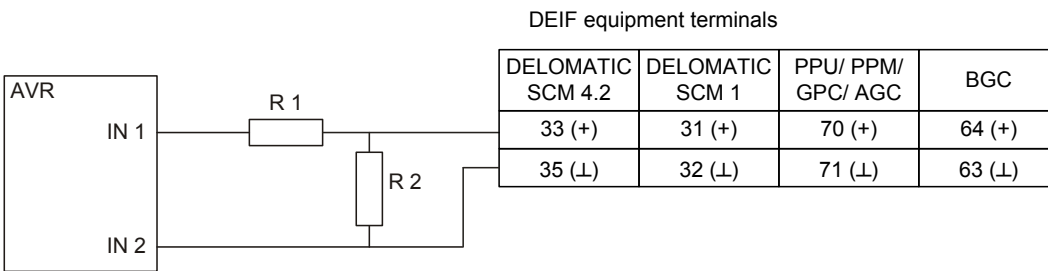 DEIF equipment terminals
DELOMATIC SCM 4.2 DELOMATIC SCM 1 PPU/ PPM/ GPC/ AGC BGC
33 (+) 31 (+) 70 (+) 64 (+)
35 (⊥) 32 (⊥) 71 (⊥) 63 (⊥)
AVR
R 1
IN 1
R 2
IN 2